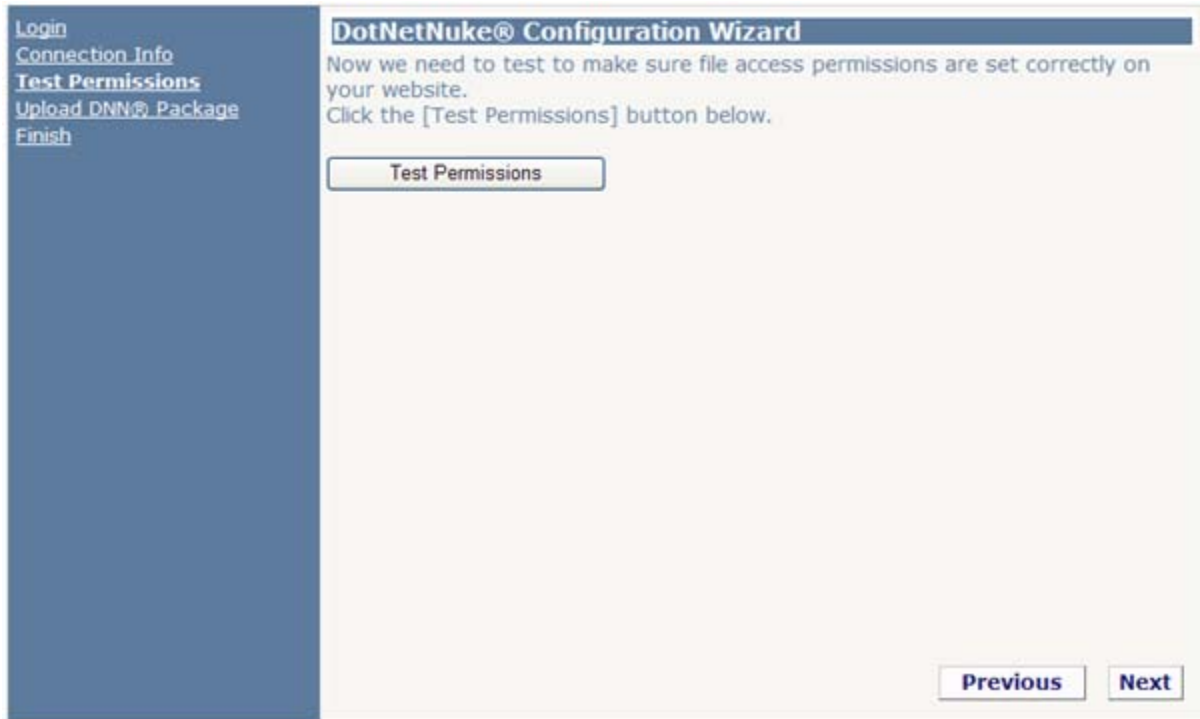 Login
Connection Info
Test Permissions
Upload DNN® Package
Finish
DotNetNuke® Configuration Wizard
Now we need to test to make sure file access permissions are set correctly on
your website.
Click the [Test Permissions] button below.
Test Permissions
Previous
Next